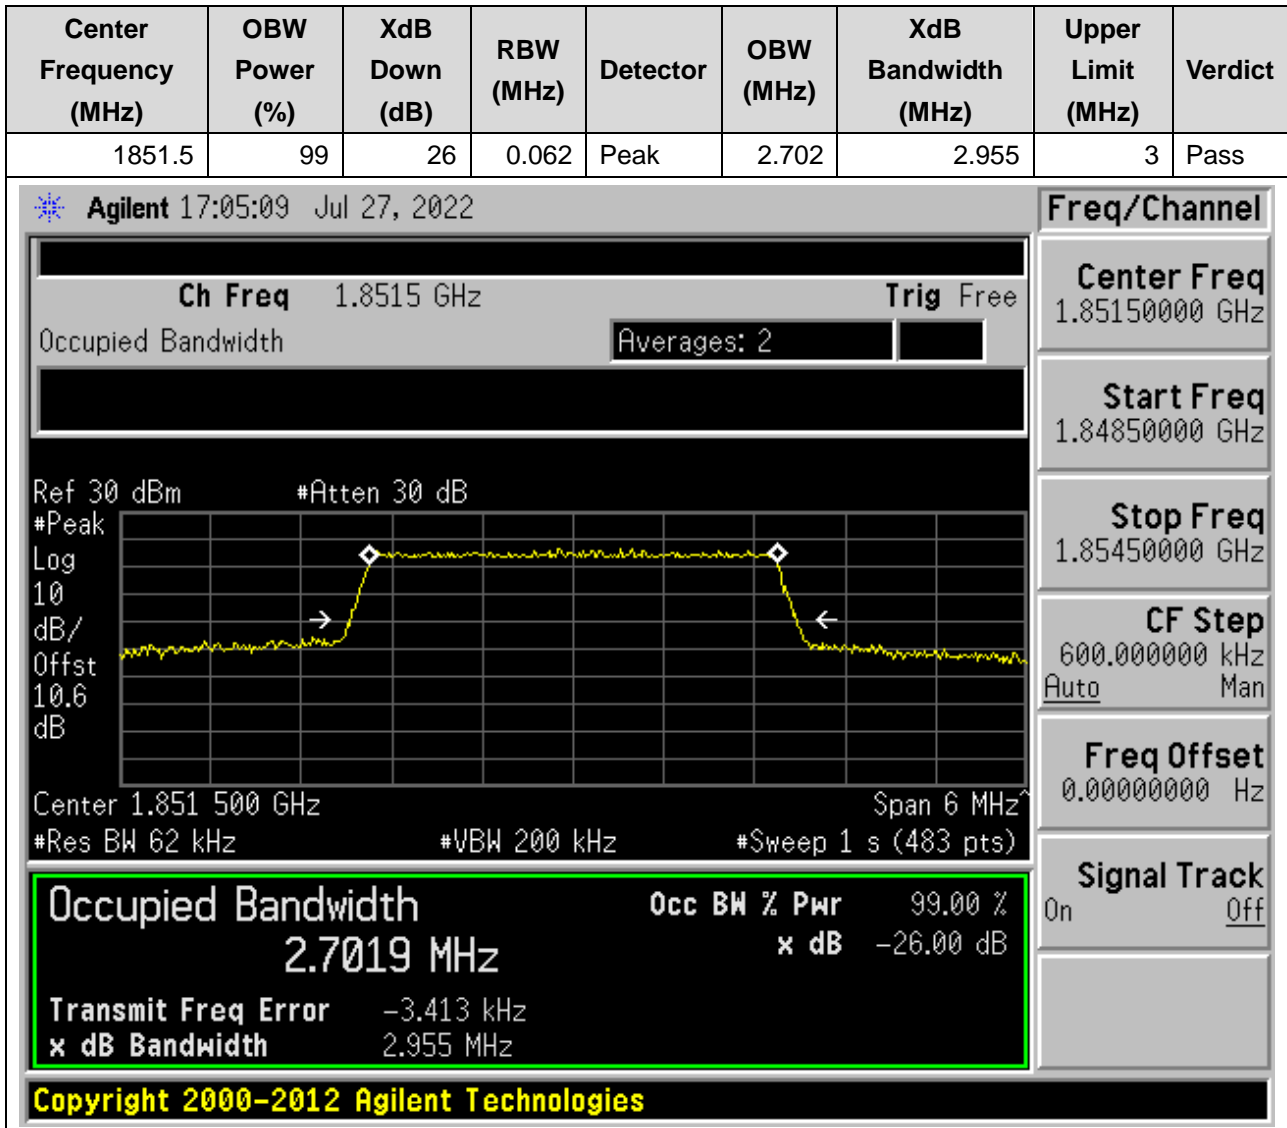 Center Frequency (MHz) OBW Power (%) XdB Down (dB) RBW (MHz) Detector OBW (MHz) XdB Bandwidth (MHz) Upper Limit (MHz) Verdict
1851.5 99 26 0.062 Peak 2.702 2.955 3 Pass
Agilent 17:05:09 Jul 27, 2022
Freq/Channel
Ch Freq 1.8515 GHz Trig Free
Occupied Bandwidth Averages: 2
Center Freq
1.85150000 GHz
Start Freq
1.84850000 GHz
Stop Freq
1.85450000 GHz
CF Step
600.000000 kHz
Auto Man
Freq Offset
0.00000000 Hz
Signal Track
On Off
Ref 30 dBm #Atten 30 dB
#Peak
Log
10
dB/
Offst
10.6
dB
Center 1.851 500 GHz Span 6 MHz^
#Res BW 62 kHz #VBW 200 kHz #Sweep 1 s (483 pts)
Occupied Bandwidth Occ BW % Pwr 99.00 %
2.7019 MHz x dB -26.00 dB
Transmit Freq Error -3.413 kHz
x dB Bandwidth 2.955 MHz
Copyright 2000-2012 Agilent Technologies